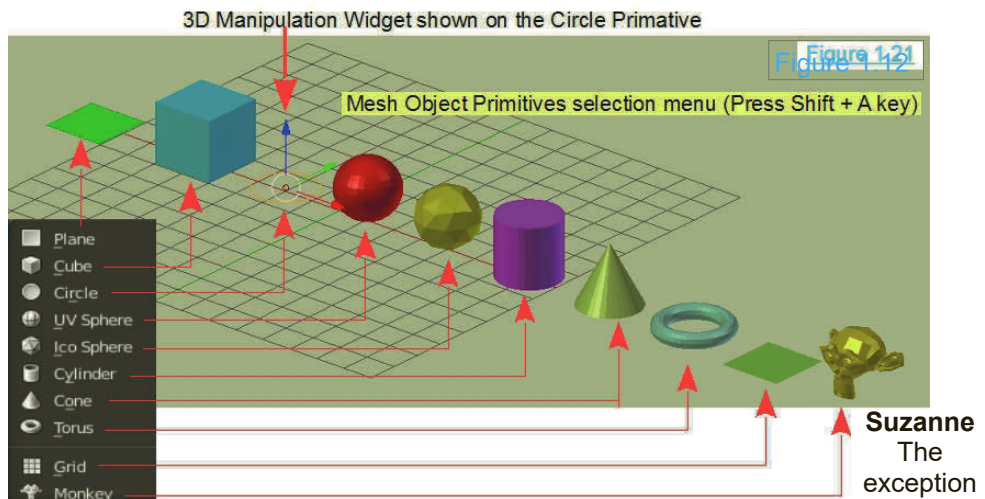 3D Manipulation Widget shown on the Circle Primative
Figure 1.21
Figure 1.12
Mesh Object Primitives selection menu (Press Shift + A key)
Plane
Cube
Circle
UV Sphere
Ico Sphere
Cylinder
Cone
Torus
Grid
Monkey
Suzanne
The
exception